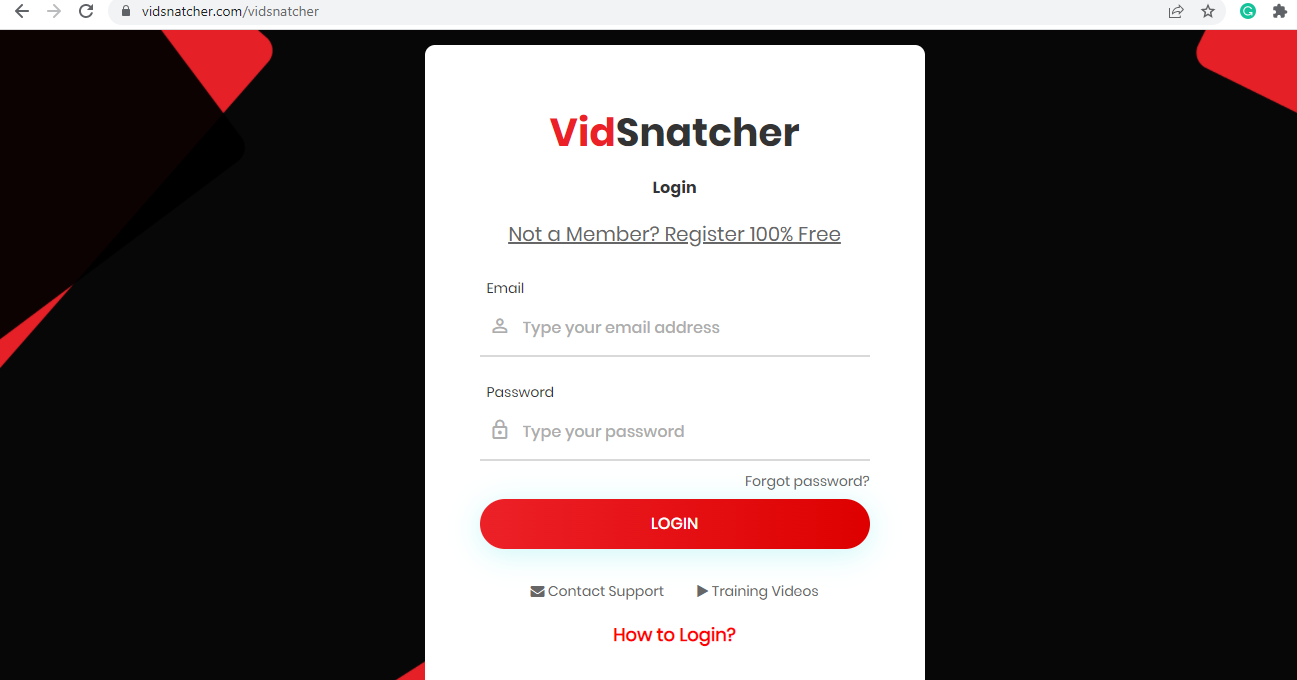 vidsnatcher.com/vidsnatcher
VidSnatcher
Login
Not a Member? Register 100% Free
Email
Type your email address
Password
Type your password
Forgot password?
LOGIN
Contact Support Training Videos
How to Login?